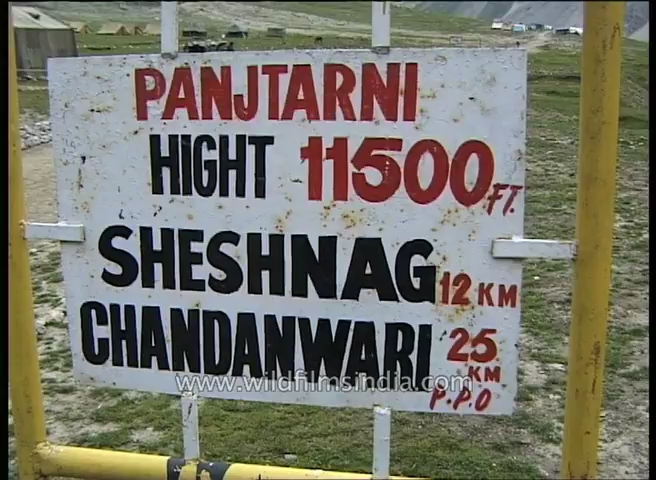 PANJTARNI
HIGHT 11500 FT.
SHESHNAG 12 KM
CHANDANWARI 25 KM
www.wildfilmsindia.com
P.P.O